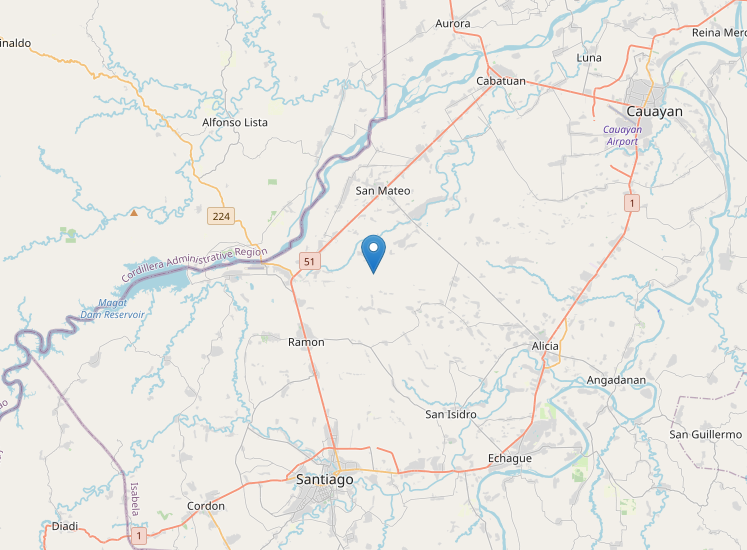 Aurora
Reina Merc
inaldo
Luna
Cabatuan
Cauayan
Alfonso Lista
Cauayan
Airport
San Mateo
1
224
Cordillera Administrative Region
51
Magat
Dam Reservoir
Ramon
Alicia
Angadanan
San Isidro
San Guillermo
Echague
Santiago
Isabela
Cordon
Diadi
1